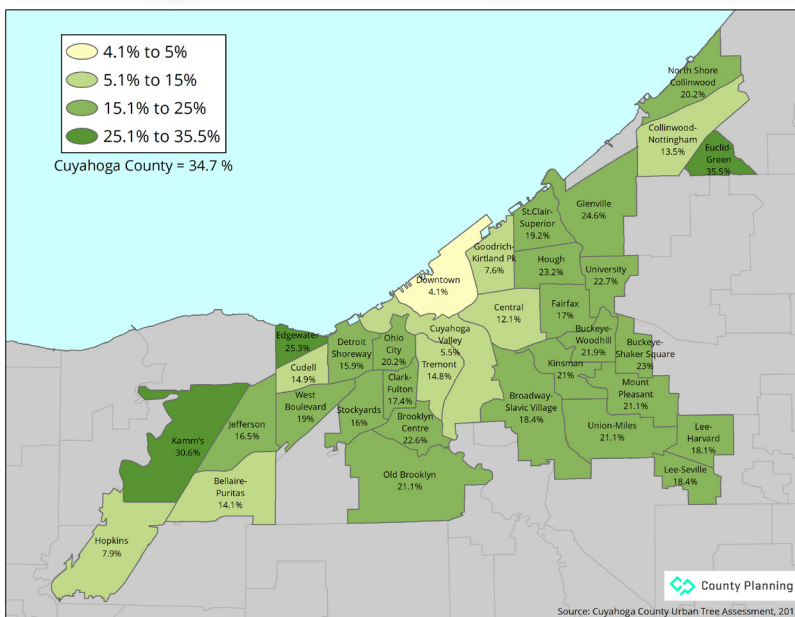 4.1% to 5%
5.1% to 15%
15.1% to 25%
25.1% to 35.5%
Cuyahoga County = 34.7 %
North Shore
Collinwood
20.2%
Collinwood-
Nottingham
13.5%
Euclid-
Green
35.5%
Glenville
24.6%
St.Clair-
Superior
19.2%
Goodrich-
Kirtland Pk
7.6%
Hough
23.2%
University
22.7%
Downtown
4.1%
Central
12.1%
Fairfax
17%
Buckeye-
Woodhill
21.9%
Buckeye-
Shaker Square
23%
Kinsman
21%
Mount
Pleasant
21.1%
Cuyahoga
Valley
5.5%
Tremont
14.8%
Ohio
City
20.2%
Detroit
Shoreway
15.9%
Edgewater
25.3%
Cudell
14.9%
West
Boulevard
19%
Clark-
Fulton
17.4%
Stockyards
16%
Brooklyn
Centre
22.6%
Broadway-
Slavic Village
18.4%
Union-Miles
21.1%
Lee-
Harvard
18.1%
Lee-Seville
18.4%
Old Brooklyn
21.1%
Jefferson
16.5%
Kamm's
30.6%
Bellaire-
Puritas
14.1%
Hopkins
7.9%
County Planning
Source: Cuyahoga County Urban Tree Assessment, 201